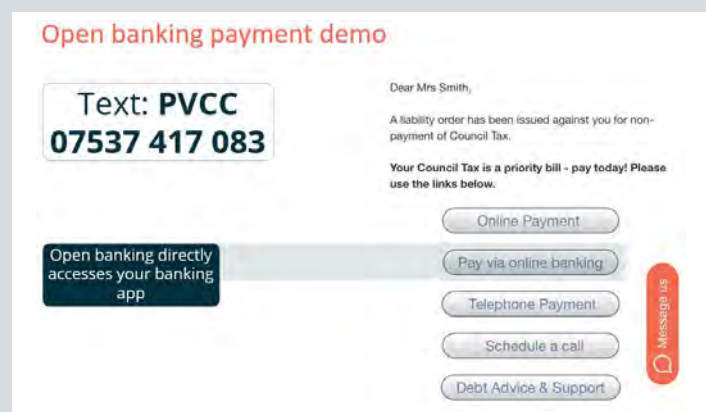 Open banking payment demo
Text: PVCC
07537 417 083
Dear Mrs Smith,
A liability order has been issued against you for non-
payment of Council Tax.
Your Council Tax is a priority bill - pay today! Please
use the links below.
Online Payment
Open banking directly
accesses your banking
app
Pay via online banking
Telephone Payment
Schedule a call
Debt Advice & Support
Message us